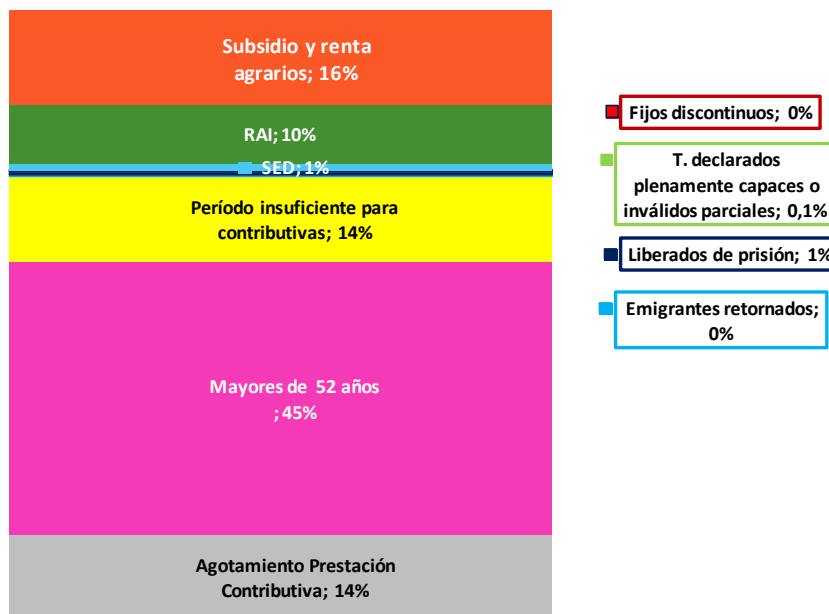 Subsidio y renta
agrarios; 16%
RAI; 10%
SED; 1%
Período insuficiente para
contributivas; 14%
Mayores de 52 años
; 45%
Agotamiento Prestación
Contributiva; 14%
Fijos discontinuos; 0%
T. declarados
plenamente capaces o
inválidos parciales; 0,1%
Liberados de prisión; 1%
Emigrantes retornados;
0%